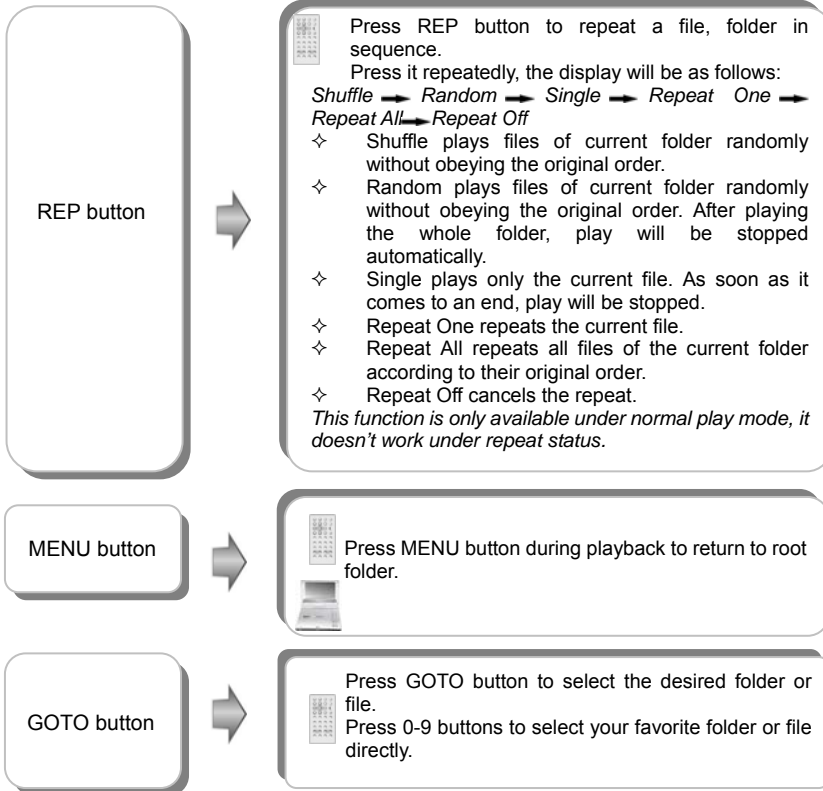 REP button
Press REP button to repeat a file, folder in
sequence.
Press it repeatedly, the display will be as follows:
Shuffle → Random → Single → Repeat One →
Repeat All → Repeat Off
✧ Shuffle plays files of current folder randomly
without obeying the original order.
✧ Random plays files of current folder randomly
without obeying the original order. After playing
the whole folder, play will be stopped
automatically.
✧ Single plays only the current file. As soon as it
comes to an end, play will be stopped.
✧ Repeat One repeats the current file.
✧ Repeat All repeats all files of the current folder
according to their original order.
✧ Repeat Off cancels the repeat.
This function is only available under normal play mode, it
doesn't work under repeat status.
MENU button
Press MENU button during playback to return to root
folder.
GOTO button
Press GOTO button to select the desired folder or
file.
Press 0-9 buttons to select your favorite folder or file
directly.